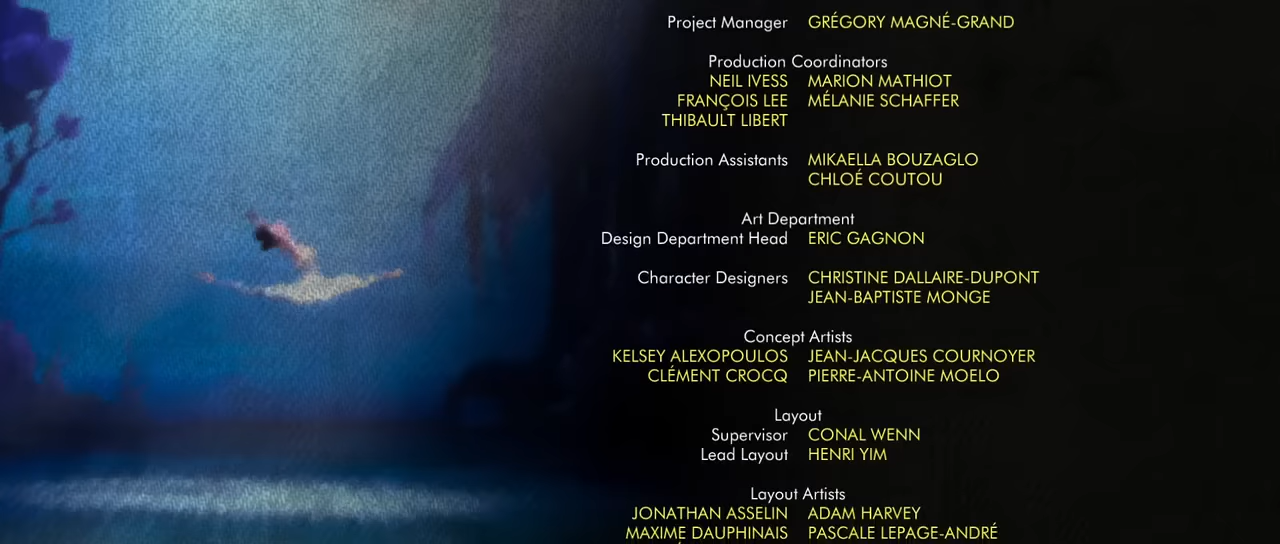 Project Manager GRÉGORY MAGNÉ-GRAND
Production Coordinators
NEIL IVESS MARION MATHIOT
FRANÇOIS LEE MÉLANIE SCHAFFER
THIBAULT LIBERT
Production Assistants MIKAELLA BOUZAGLO
CHLOÉ COUTOU
Art Department
Design Department Head ERIC GAGNON
Character Designers CHRISTINE DALLAIRE-DUPONT
JEAN-BAPTISTE MONGE
Concept Artists
KELSEY ALEXOPOULOS JEAN-JACQUES COURNOYER
CLÉMENT CROCQ PIERRE-ANTOINE MOELO
Layout
Supervisor CONAL WENN
Lead Layout HENRI YIM
Layout Artists
JONATHAN ASSELIN ADAM HARVEY
MAXIME DAUPHINAIS PASCALE LEPAGE-ANDRÉ